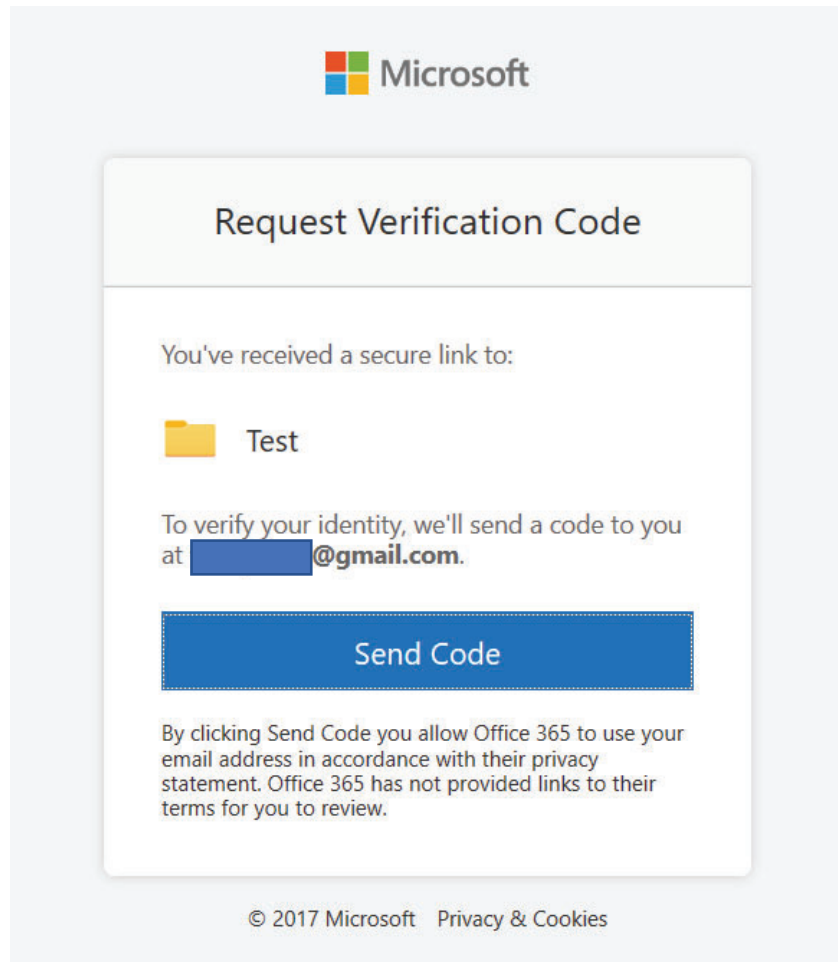 Microsoft
Request Verification Code
You've received a secure link to:
Test
To verify your identity, we'll send a code to you
at @gmail.com.
Send Code
By clicking Send Code you allow Office 365 to use your
email address in accordance with their privacy
statement. Office 365 has not provided links to their
terms for you to review.
© 2017 Microsoft Privacy & Cookies